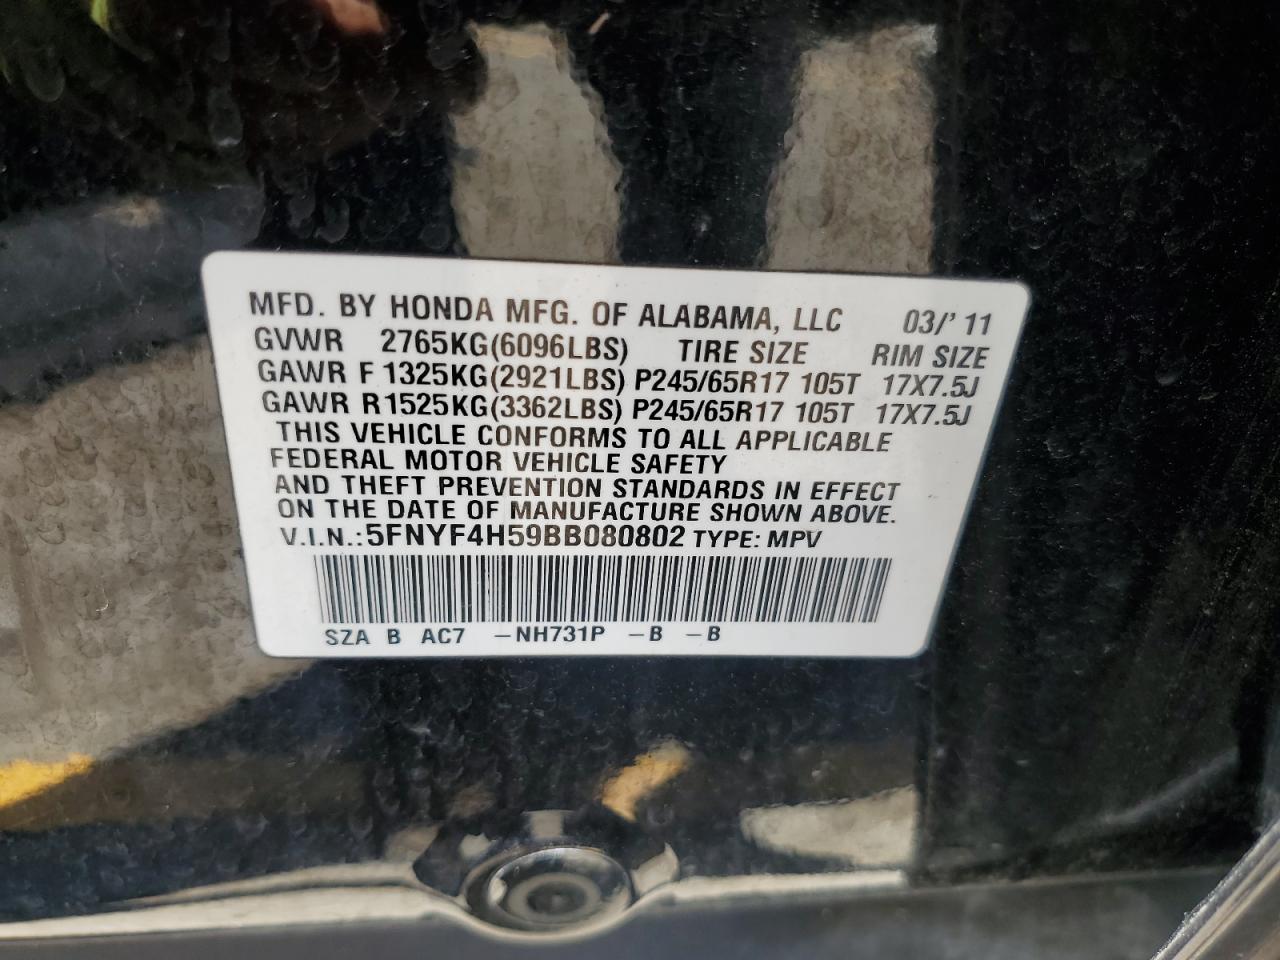 MFD. BY HONDA MFG. OF ALABAMA, LLC 03/' 11
GVWR 2765KG(6096LBS) TIRE SIZE RIM SIZE
GAWR F 1325KG(2921LBS) P245/65R17 105T 17X7.5J
GAWR R1525KG(3362LBS) P245/65R17 105T 17X7.5J
THIS VEHICLE CONFORMS TO ALL APPLICABLE
FEDERAL MOTOR VEHICLE SAFETY
AND THEFT PREVENTION STANDARDS IN EFFECT
ON THE DATE OF MANUFACTURE SHOWN ABOVE.
V.I.N.:5FNYF4H59BB080802 TYPE: MPV
SZA B AC7 -NH731P -B -B